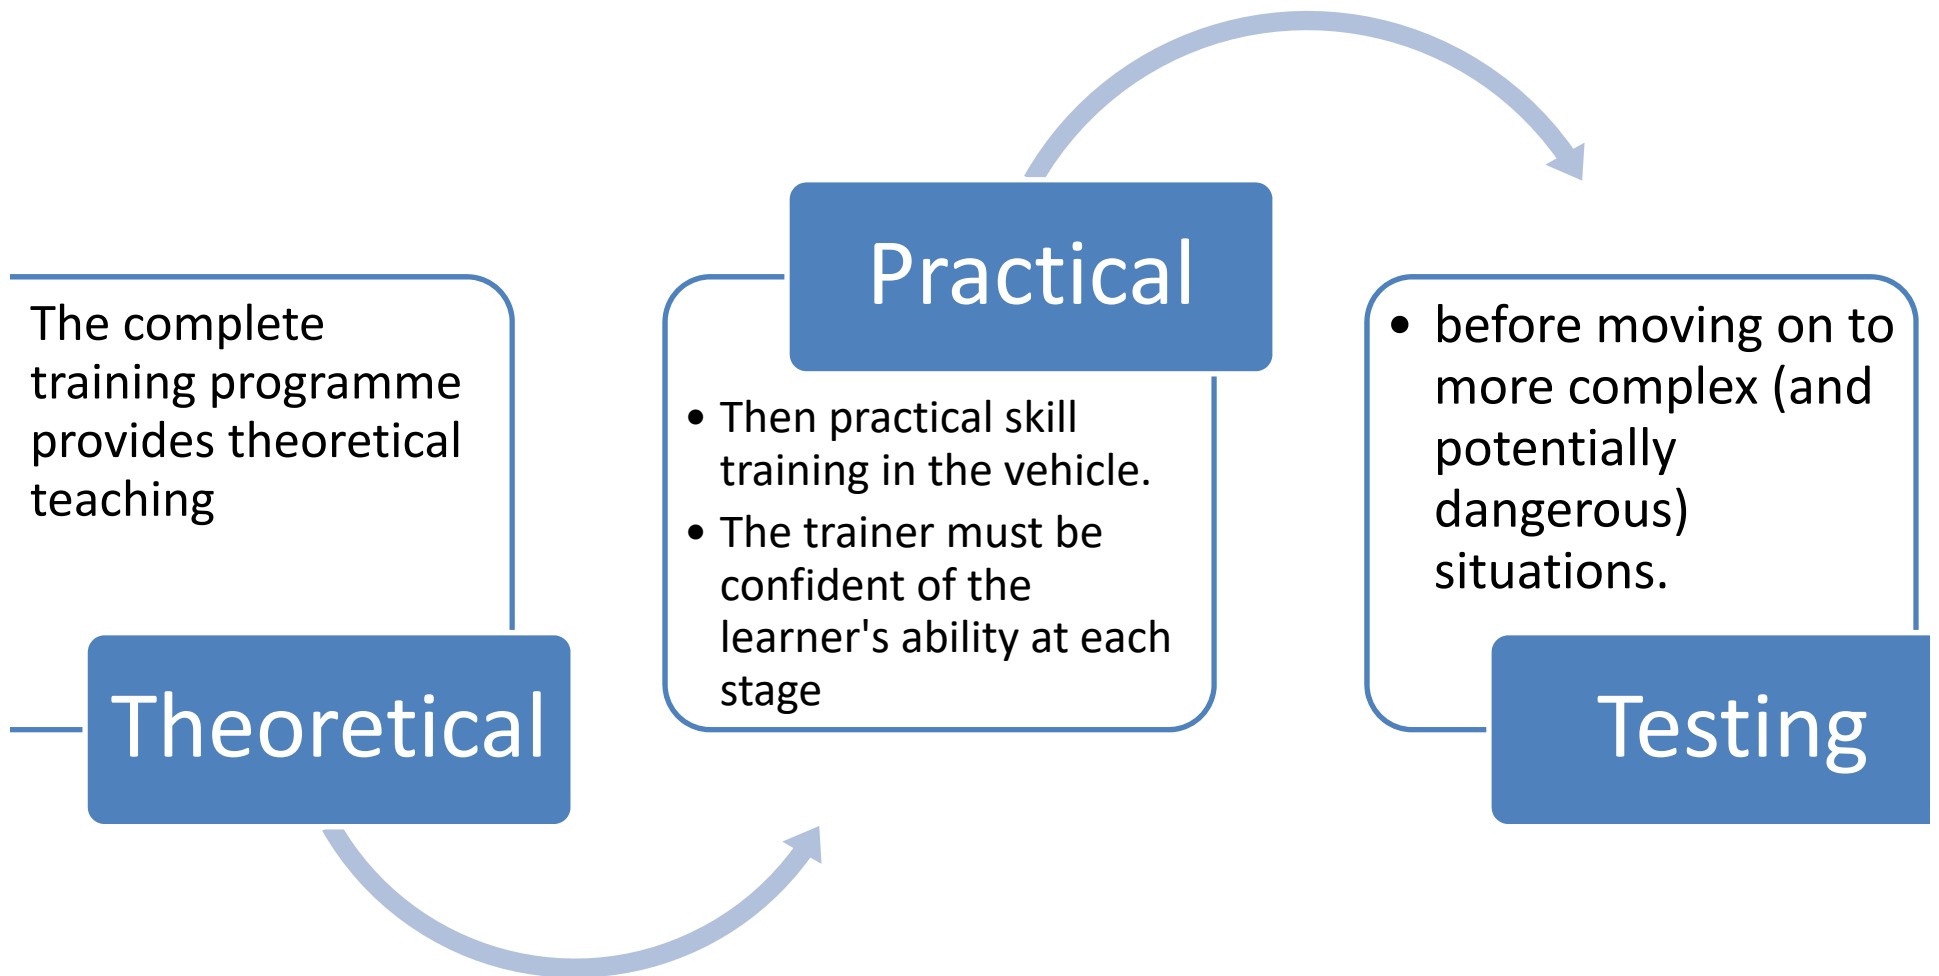 The complete
training programme
provides theoretical
teaching
Theoretical
Practical
• Then practical skill
training in the vehicle.
• The trainer must be
confident of the
learner's ability at each
stage
• before moving on to
more complex (and
potentially
dangerous)
situations.
Testing